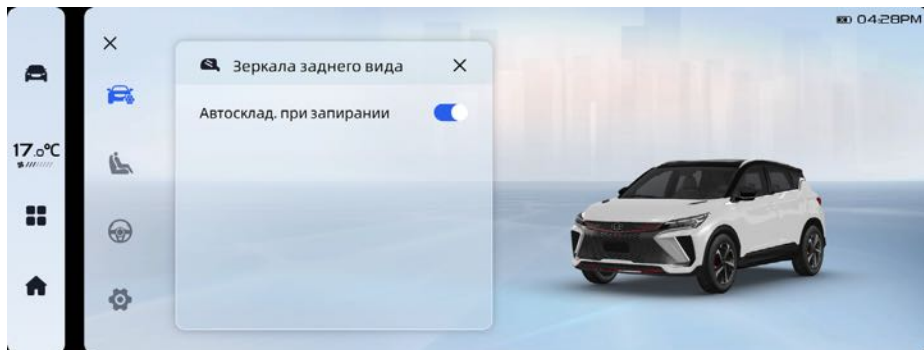 04:28PM
Зеркала заднего вида
Автосклад. при запирании
17.0°C